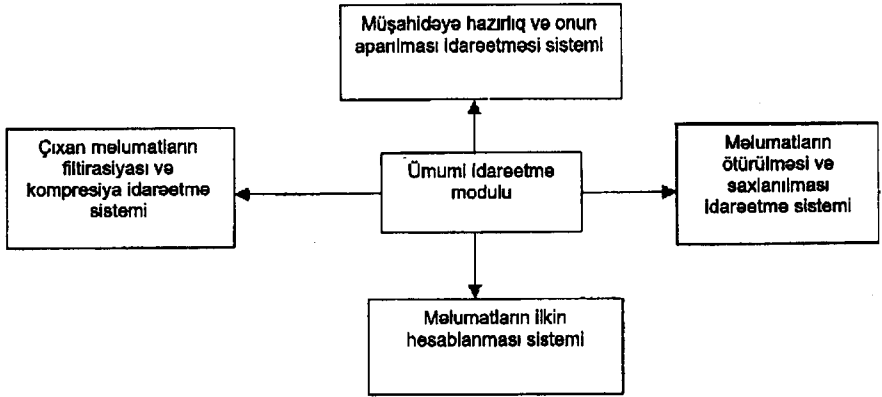 Müşahidəyə hazırlıq və onun
aparılması idarəetməsi sistemi
Çıxan məlumatların
filtirasiyası və
kompresiya idarəetmə
sistemi
Ümumi idarəetmə
modulu
Məlumatların
ötürülməsi və
saxlanılması
idarəetmə sistemi
Məlumatların ilkin
hesablanması sistemi